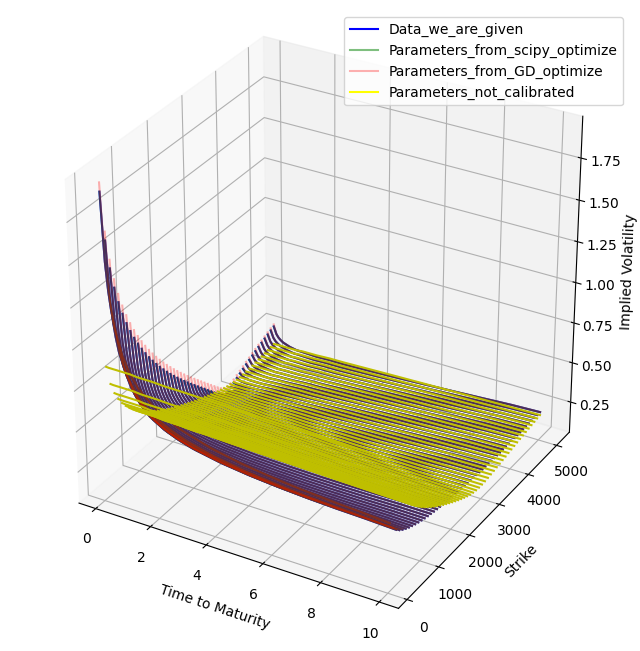 Data_we_are_given
Parameters_from_scipy_optimize
Parameters_from_GD_optimize
Parameters_not_calibrated
1.75
1.50
1.25
1.00
0.75
0.50
0.25
Implied Volatility
5000
4000
3000
2000
1000
0
Strike
0
2
4
6
8
10
Time to Maturity